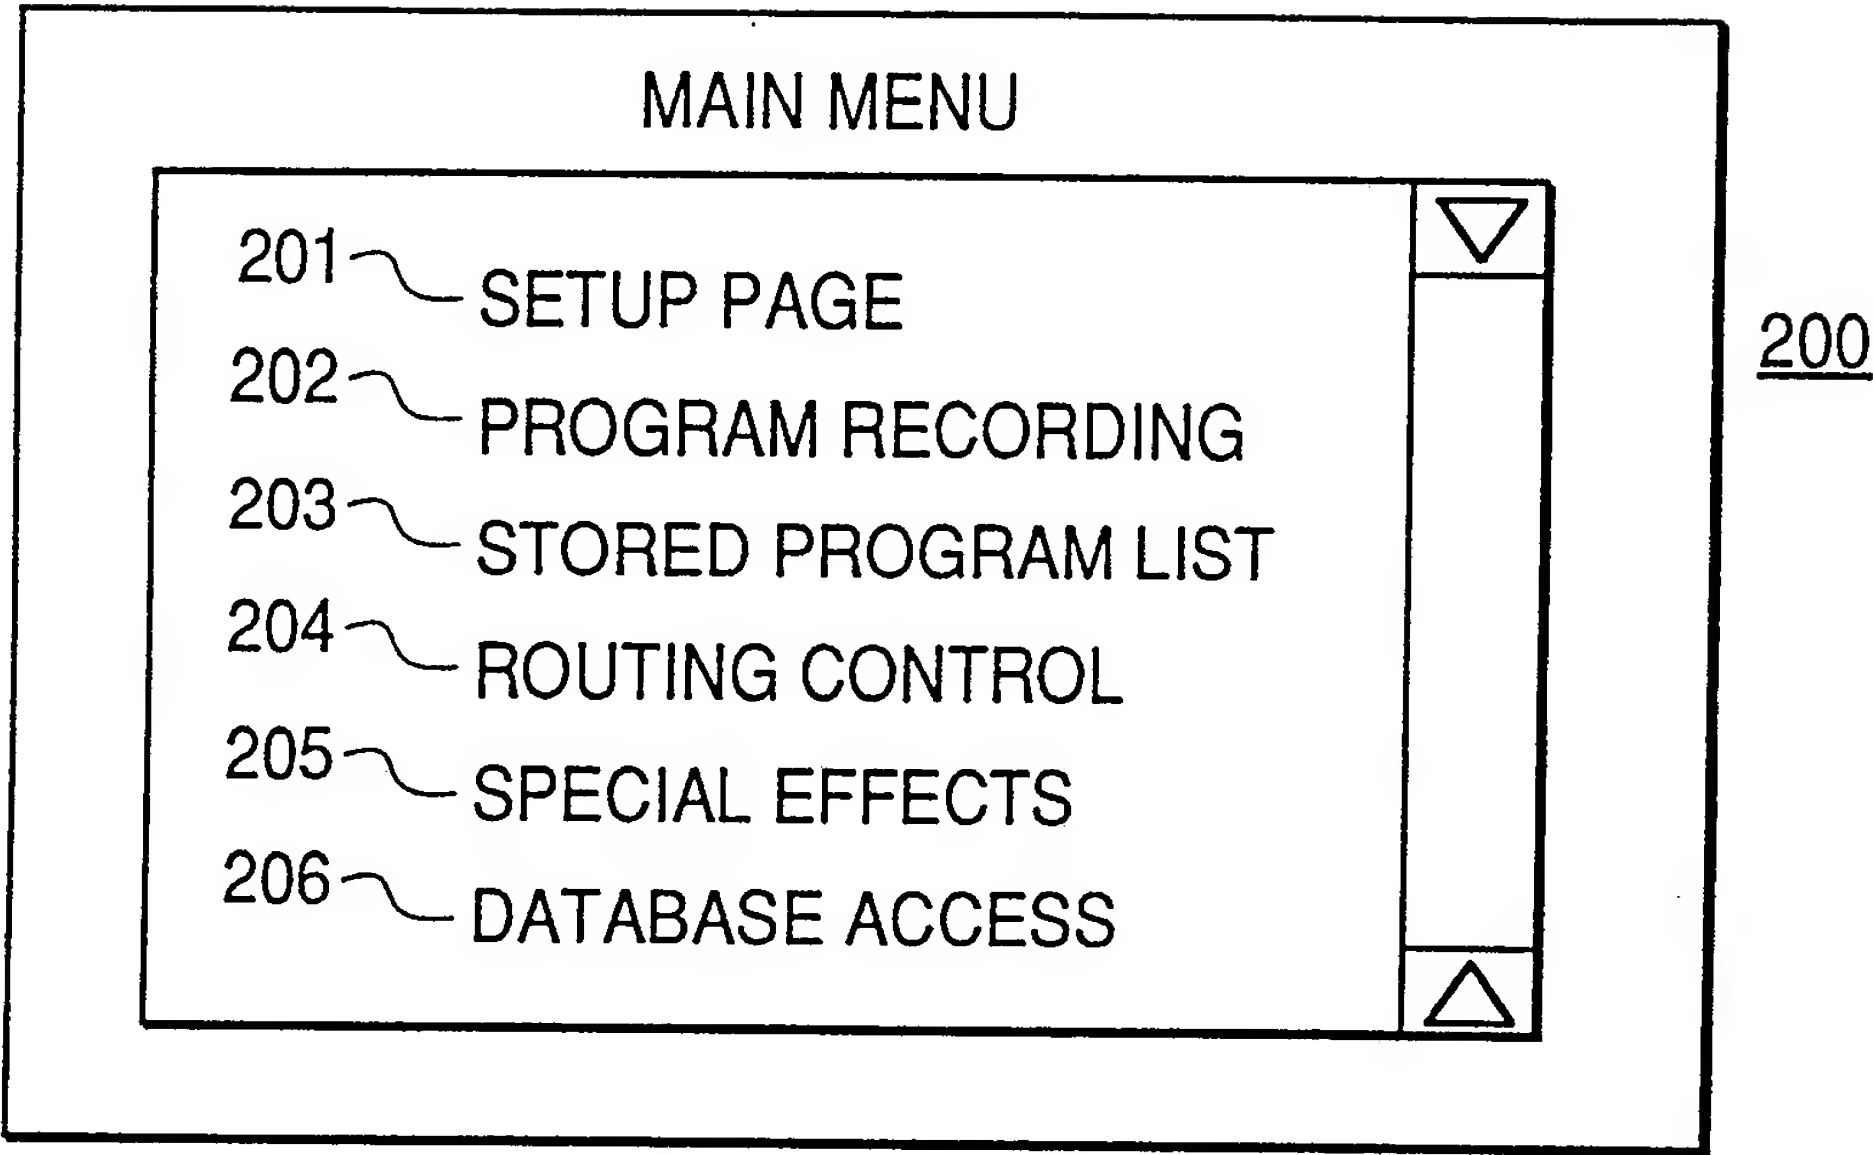 MAIN MENU
201 SETUP PAGE
202 PROGRAM RECORDING
203 STORED PROGRAM LIST
204 ROUTING CONTROL
205 SPECIAL EFFECTS
206 DATABASE ACCESS
200